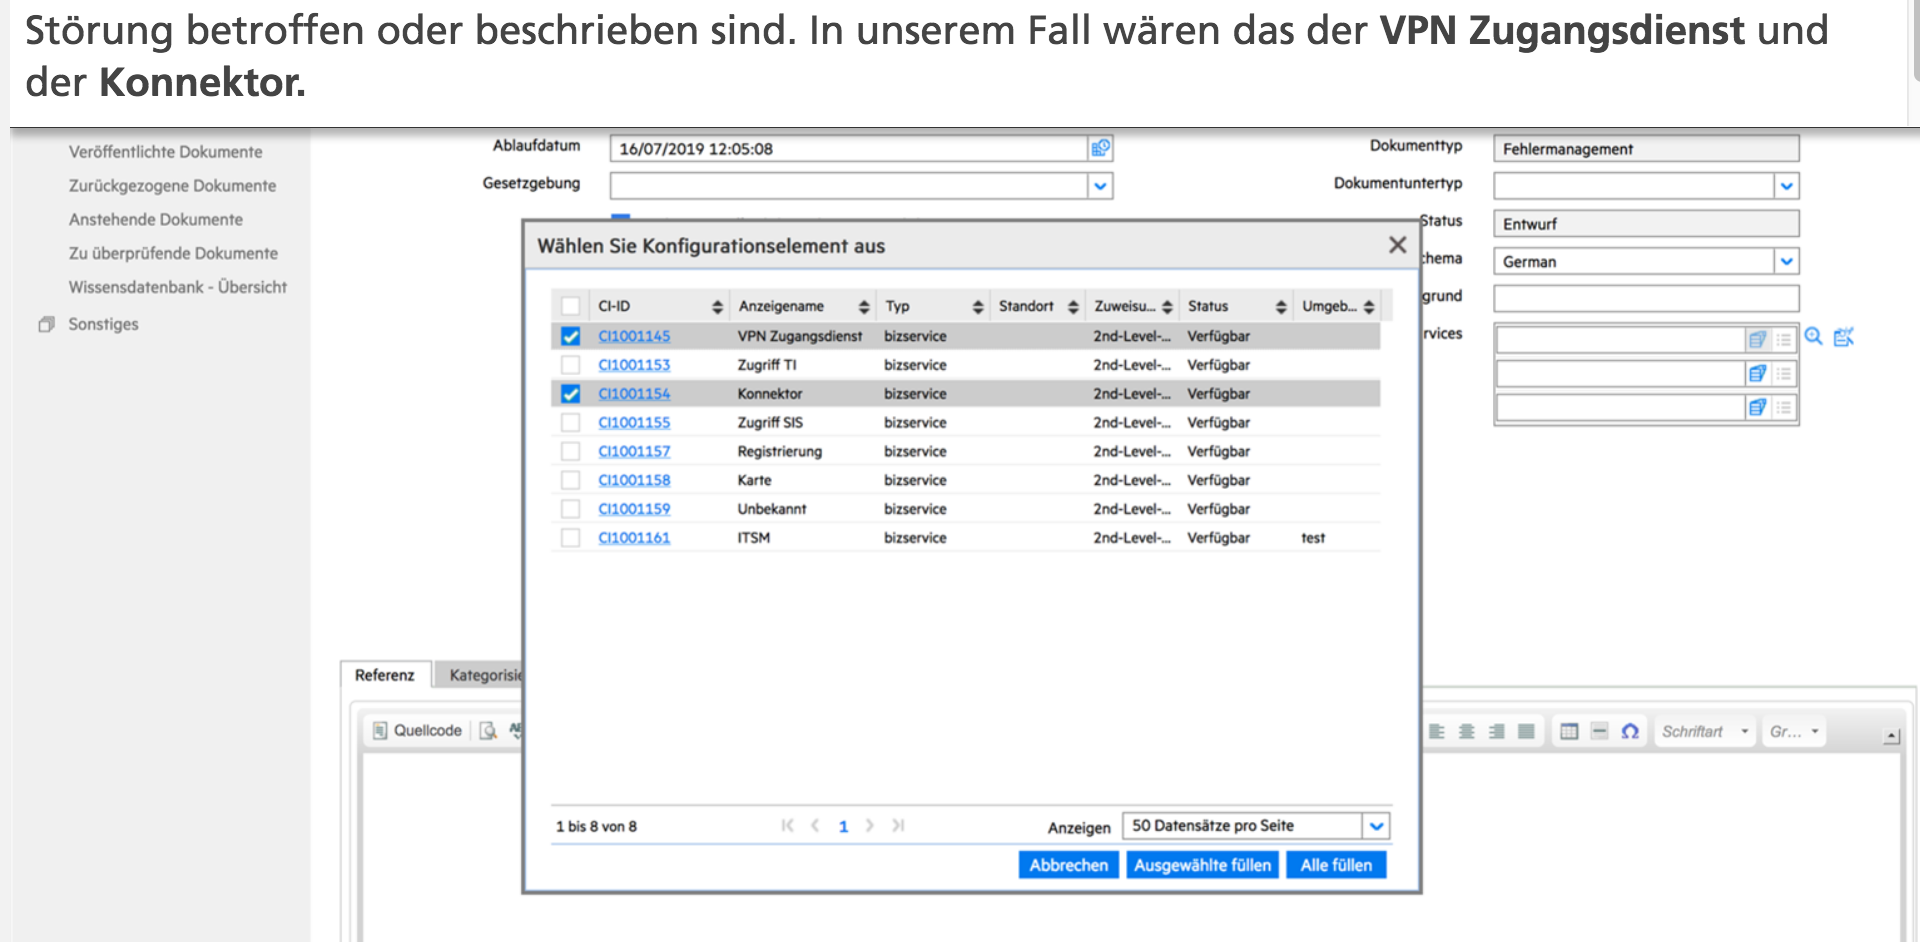 Störung betroffen oder beschrieben sind. In unserem Fall wären das der VPN Zugangsdienst und
der Konnektor.
Veröffentlichte Dokumente
Zurückgezogene Dokumente
Anstehende Dokumente
Zu überprüfende Dokumente
Wissensdatenbank - Übersicht
Sonstiges
Ablaufdatum 16/07/2019 12:05:08
Gesetzgebung
Dokumenttyp Fehlermanagement
Dokumentuntertyp
Status Entwurf
chema German
grund
rvices
Wählen Sie Konfigurationselement aus
CI-ID Anzeigename Typ Standort Zuweisu... Status Umgeb...
CI1001145 VPN Zugangsdienst bizservice 2nd-Level-... Verfügbar
CI1001153 Zugriff TI bizservice 2nd-Level-... Verfügbar
CI1001154 Konnektor bizservice 2nd-Level-... Verfügbar
CI1001155 Zugriff SIS bizservice 2nd-Level-... Verfügbar
CI1001157 Registrierung bizservice 2nd-Level-... Verfügbar
CI1001158 Karte bizservice 2nd-Level-... Verfügbar
CI1001159 Unbekannt bizservice 2nd-Level-... Verfügbar
CI1001161 ITSM bizservice 2nd-Level-... Verfügbar test
1 bis 8 von 8 1 Anzeigen 50 Datensätze pro Seite
Abbrechen Ausgewählte füllen Alle füllen
Referenz Kategorisie
Quellcode Schriftart Gr...